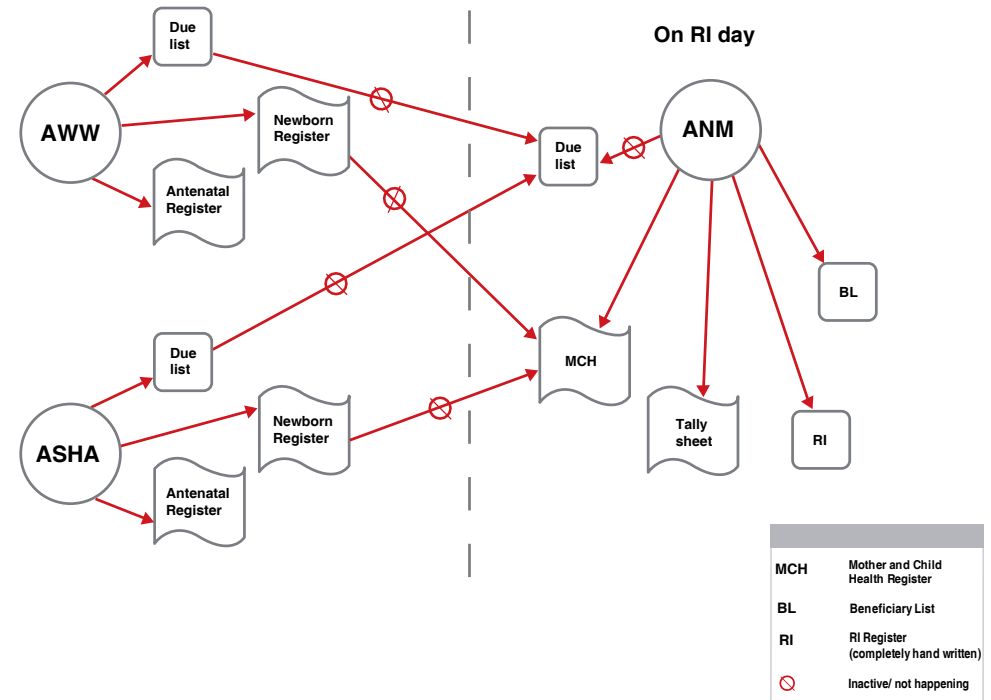 On RI day
Due
list
AWW
Newborn
Register
Antenatal
Register
Due
list
ANM
BL
Due
list
MCH
ASHA
Newborn
Register
Antenatal
Register
Tally
sheet
RI
MCH Mother and Child
Health Register
BL Beneficiary List
RI RI Register
(completely hand written)
Inactive/ not happening